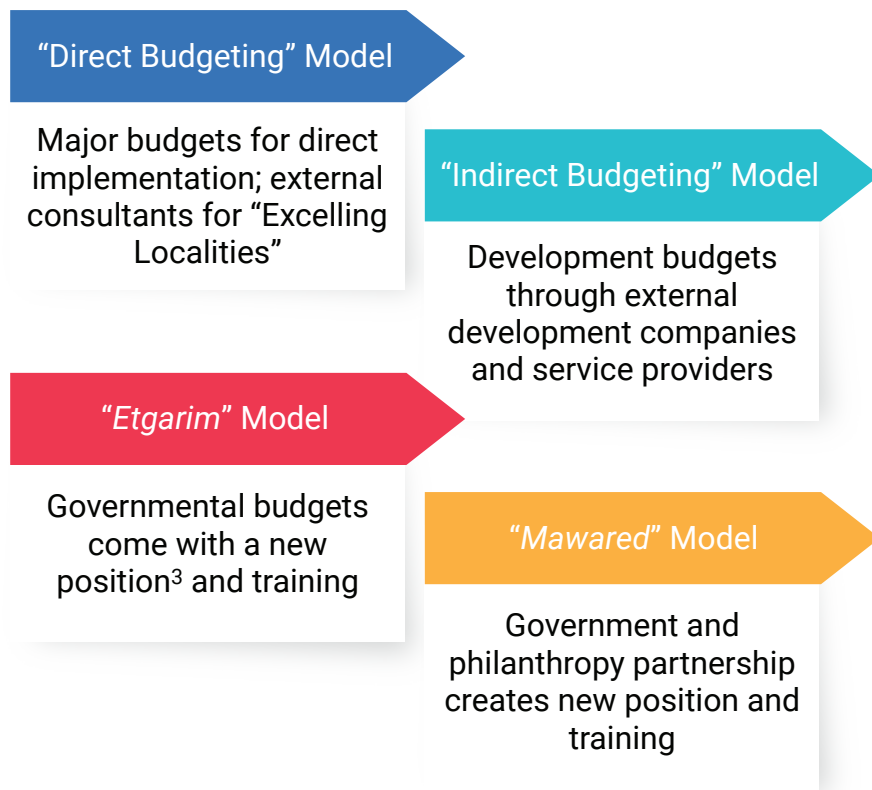 “Direct Budgeting” Model
Major budgets for direct
implementation; external
consultants for “Excelling
Localities”
“Indirect Budgeting” Model
Development budgets
through external
development companies
and service providers
“Etgarim” Model
Governmental budgets
come with a new
position³ and training
“Mawared” Model
Government and
philanthropy partnership
creates new position and
training